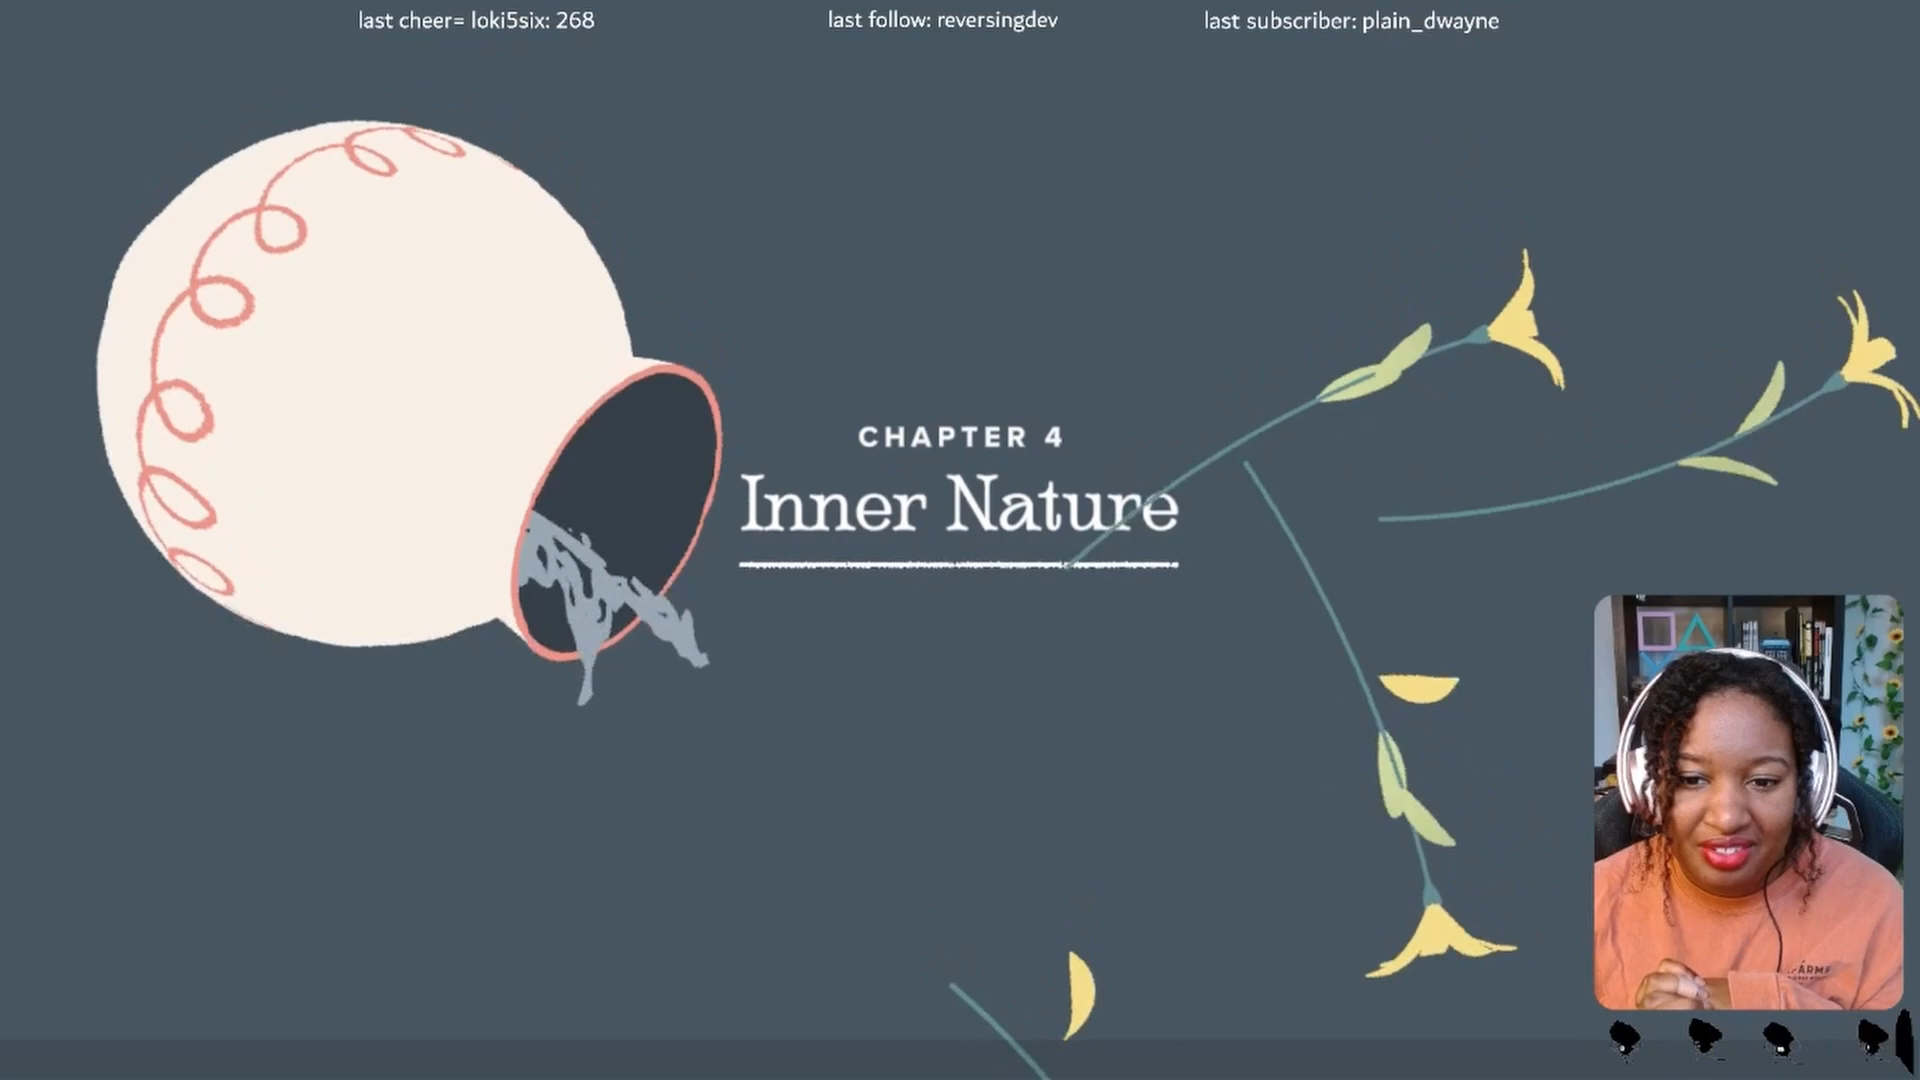 last cheer= loki5six: 268
last follow: reversingdev
last subscriber: plain_dwayne
CHAPTER 4
Inner Nature